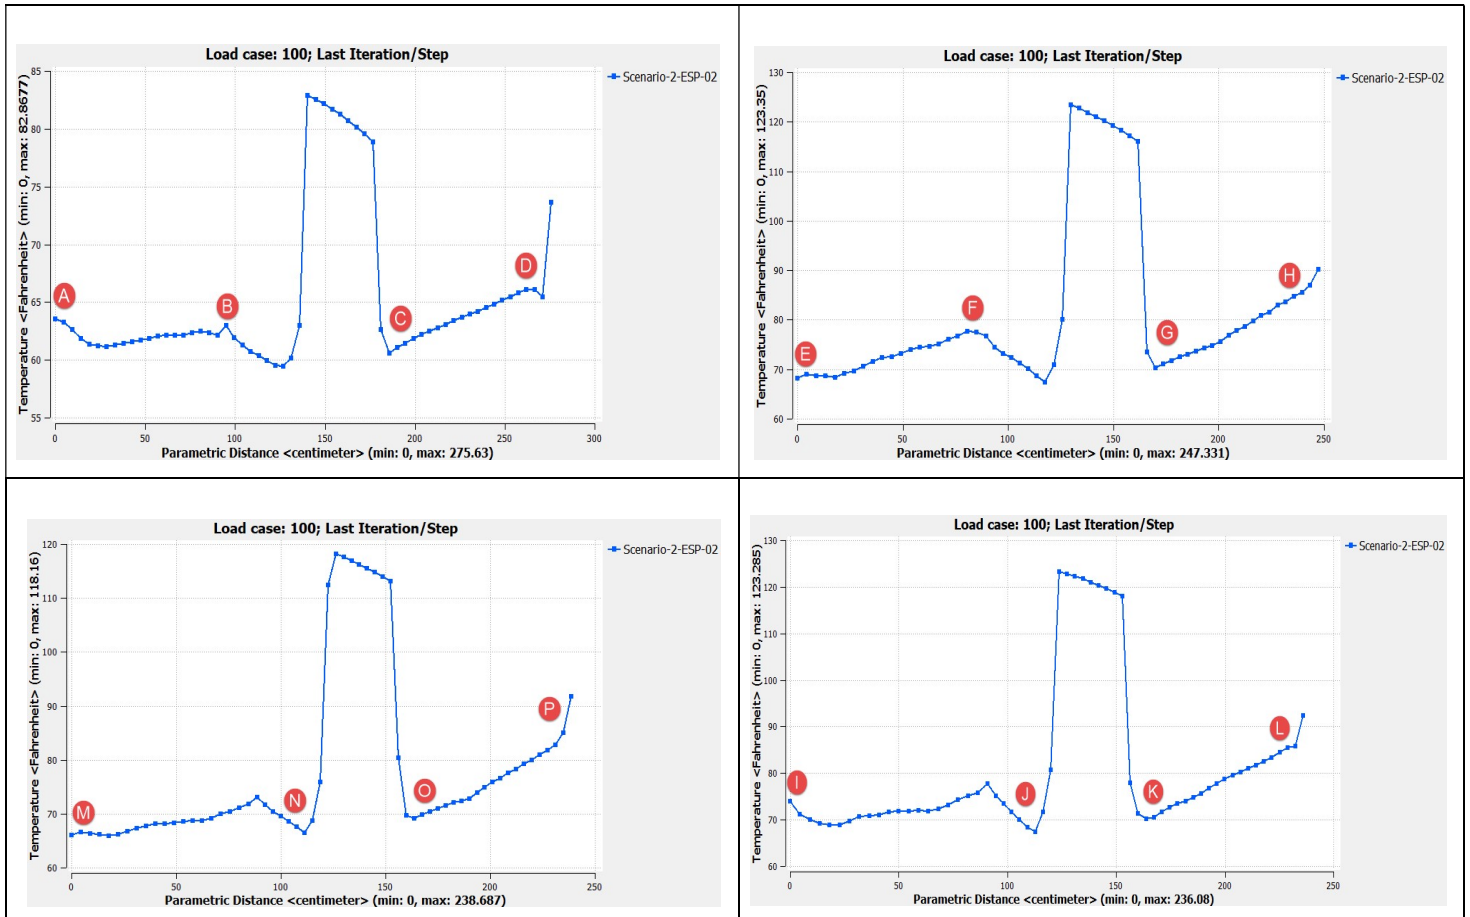 Load case: 100; Last Iteration/Step
Temperature <Fahrenheit> (min: 0, max: 82.8677)
85
80
75
70
65
60
55
Scenario-2-ESP-02
A
B
C
D
0 50 100 150 200 250 300
Parametric Distance <centimeter> (min: 0, max: 275.63)
Load case: 100; Last Iteration/Step
Temperature <Fahrenheit> (min: 0, max: 123.35)
130
120
110
100
90
80
70
60
Scenario-2-ESP-02
E
F
G
H
0 50 100 150 200 250
Parametric Distance <centimeter> (min: 0, max: 247.331)
Load case: 100; Last Iteration/Step
Temperature <Fahrenheit> (min: 0, max: 118.16)
120
110
100
90
80
70
60
Scenario-2-ESP-02
M
N
O
P
0 50 100 150 200 250
Parametric Distance <centimeter> (min: 0, max: 238.687)
Load case: 100; Last Iteration/Step
Temperature <Fahrenheit> (min: 0, max: 123.285)
130
120
110
100
90
80
70
60
Scenario-2-ESP-02
I
J
K
L
0 50 100 150 200 250
Parametric Distance <centimeter> (min: 0, max: 236.08)